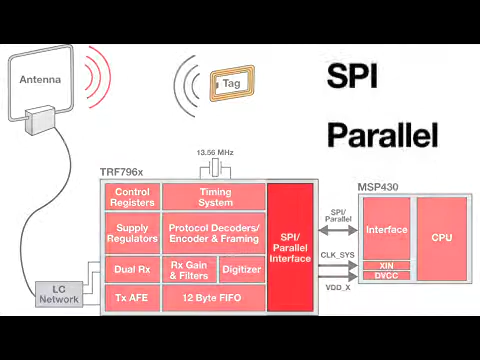 SPI
Parallel
Antenna
Tag
13.56 MHz
TRF796x
Control
Registers
Timing
System
Supply
Regulators
Protocol Decoders/
Encoder & Framing
Dual Rx
Rx Gain
& Filters
Digitizer
Tx AFE
12 Byte FIFO
SPI/
Parallel
Interface
LC
Network
SPI/
Parallel
CLK_SYS
VDD_X
MSP430
Interface
XIN
DVCC
CPU